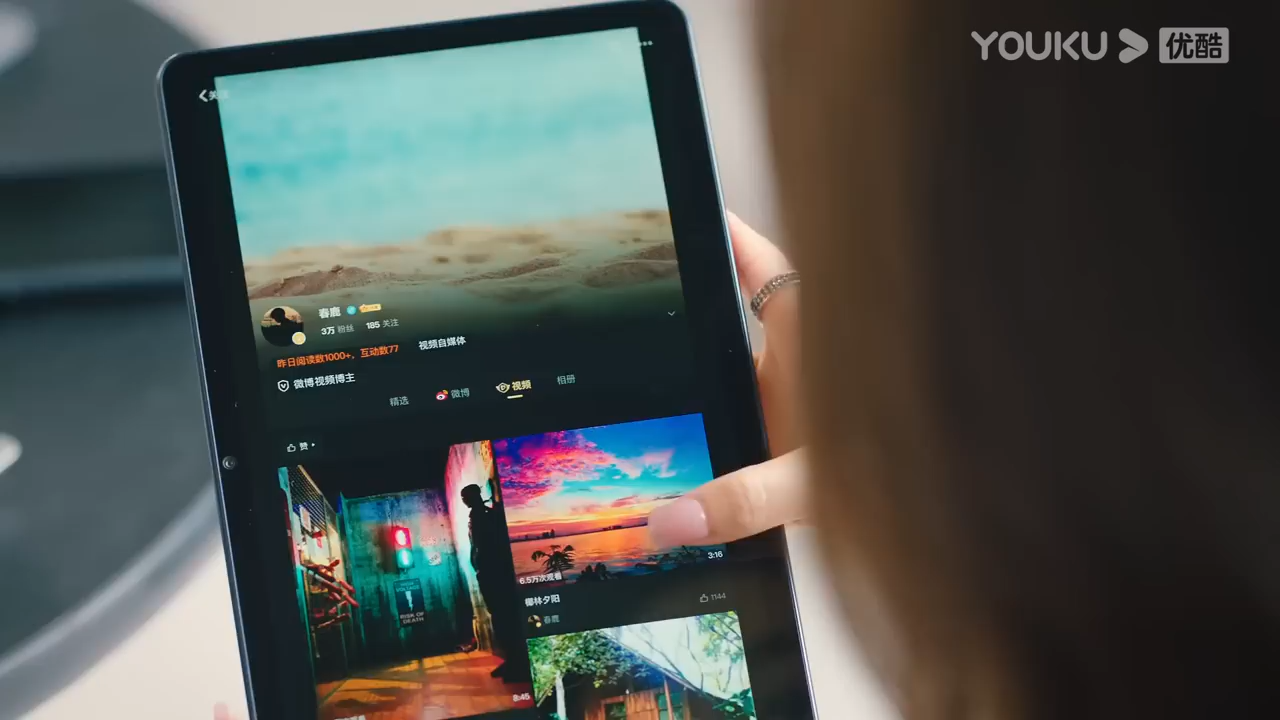 YOUKU 优酷
春鹿
3万 粉丝 185 关注
昨日阅读数1000+，互动数77 视频自媒体
微博视频博主
精选 微博 视频 相册
赞
RISK OF
DEATH
8:45
6.5万次观看 3:16
椰林夕阳 1144
春鹿